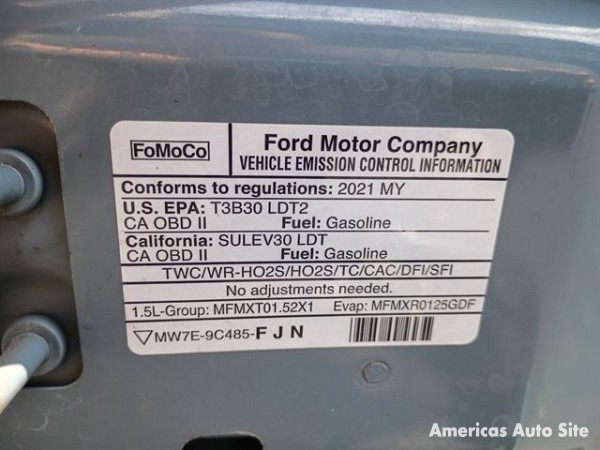 FoMoCo
Ford Motor Company
VEHICLE EMISSION CONTROL INFORMATION
Conforms to regulations: 2021 MY
U.S. EPA: T3B30 LDT2
CA OBD II Fuel: Gasoline
California: SULEV30 LDT
CA OBD II Fuel: Gasoline
TWC/WR-HO2S/HO2S/TC/CAC/DFI/SFI
No adjustments needed.
1.5L-Group: MFMXT01.52X1 Evap: MFMXR0125GDF
MW7E-9C485-FJN
Americas Auto Site